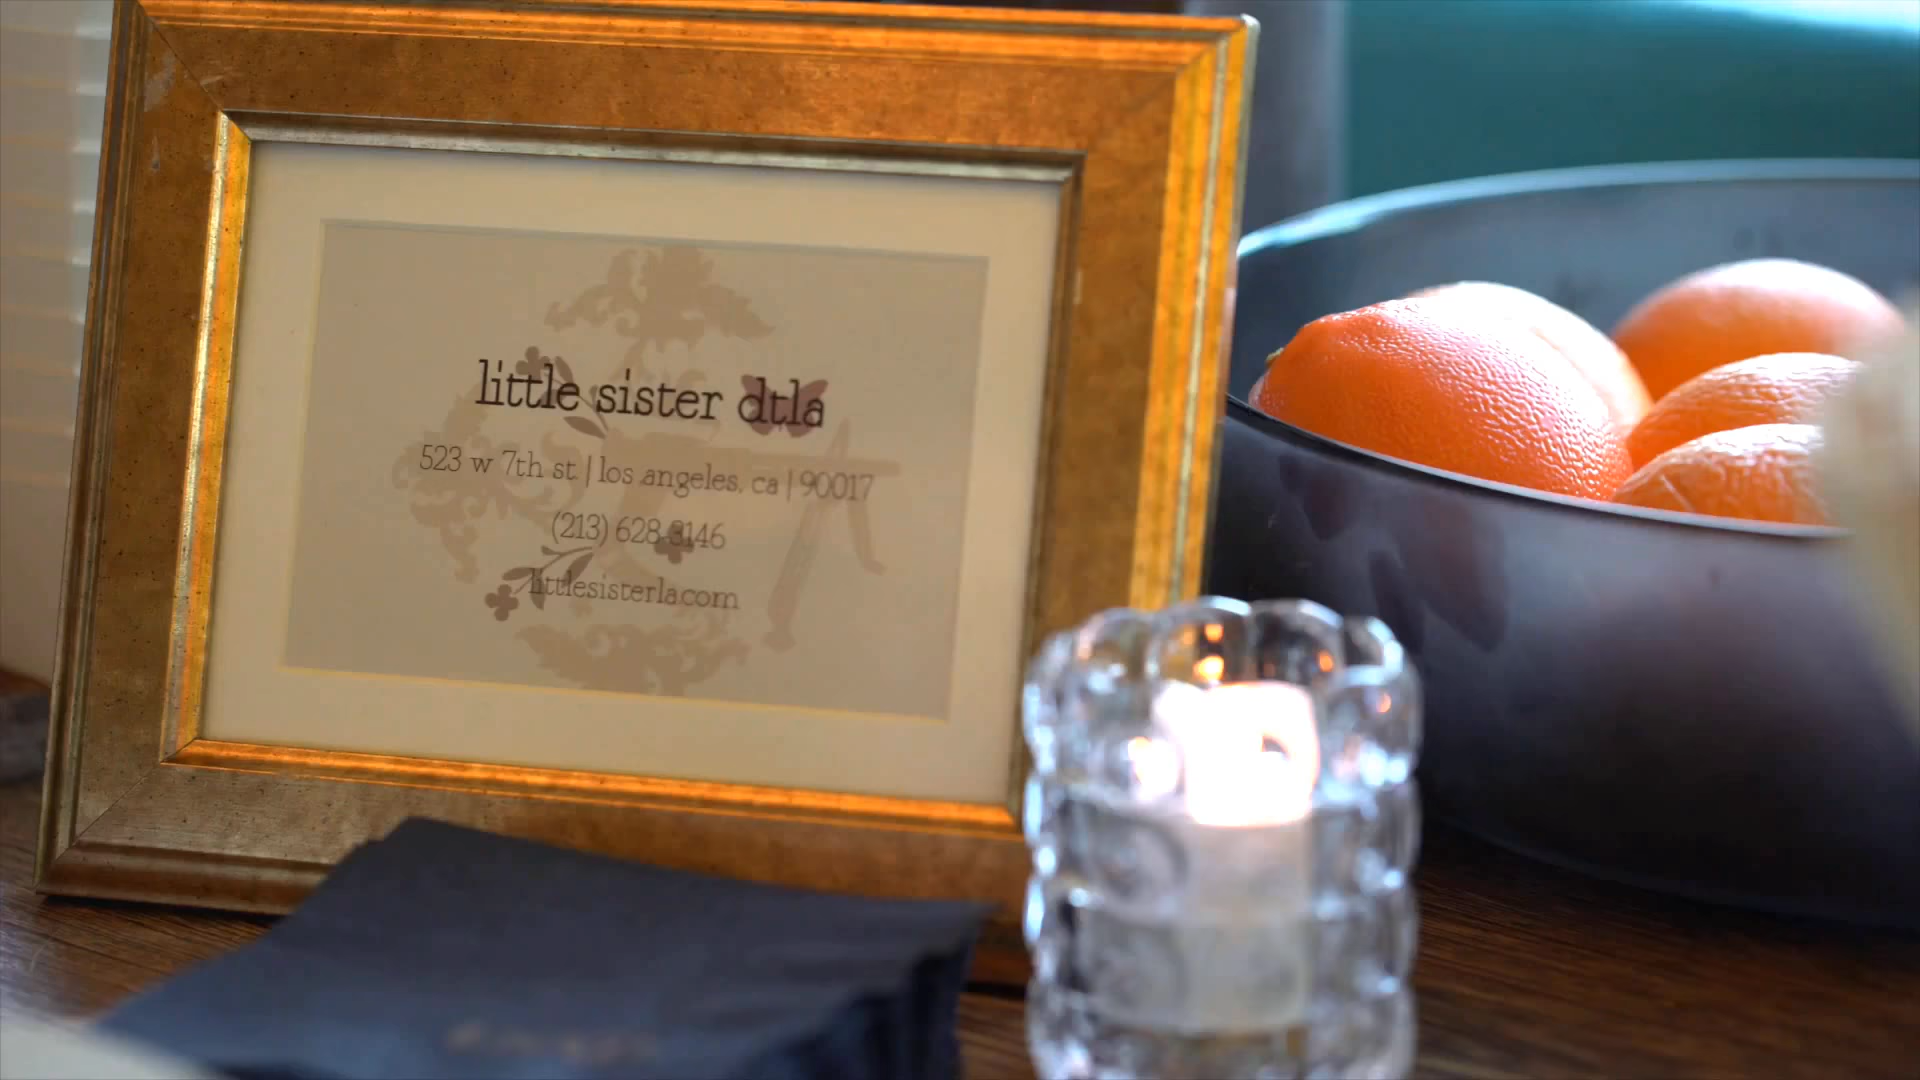 little sister dtla
523 w 7th st | los angeles, ca | 90017
(213) 628-3146
littlesisterla.com